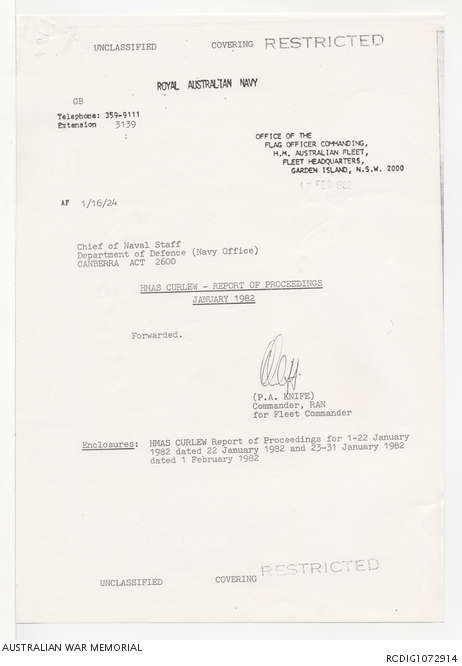 UNCLASSIFIED COVERING RESTRICTED
ROYAL AUSTRALIAN NAVY
GB
Telephone: 359-9111
Extension 3139
:
OFFICE OF THE
FLAG OFFICER COMMANDING,
H.M. AUSTRALIAN FLEET,
FLEET HEADQUARTERS,
GARDEN ISLAND, N.S.W. 2000
FEB 1982
AF 1/16/24
Chief of Naval Staff
Department of Defence (Navy Office)
CANBERRA ACT 2600
HMAS CURLEW - REPORT OF PROCEEDINGS
JANUARY 1982
Forwarded.
(P.A. KNIFE)
Commander, RAN
for Fleet Commander
Enclosures: HMAS CURLEW Report of Proceedings for 1-22 January
1982 dated 22 January 1982 and 23-31 January 1982
dated 1 February 1982
UNCLASSIFIED COVERING RESTRICTED
AUSTRALIAN WAR MEMORIAL RCDIG1072914